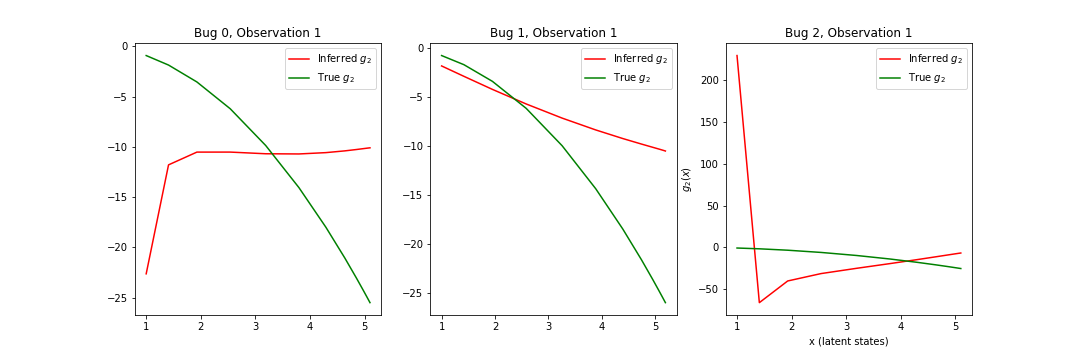 Bug 0, Observation 1
Inferred g₂
True g₂
0
−5
−10
−15
−20
−25
1 2 3 4 5
Bug 1, Observation 1
Inferred g₂
True g₂
0
−5
−10
−15
−20
−25
1 2 3 4 5
Bug 2, Observation 1
Inferred g₂
True g₂
g₂(x)
200
150
100
50
0
−50
1 2 3 4 5
x (latent states)